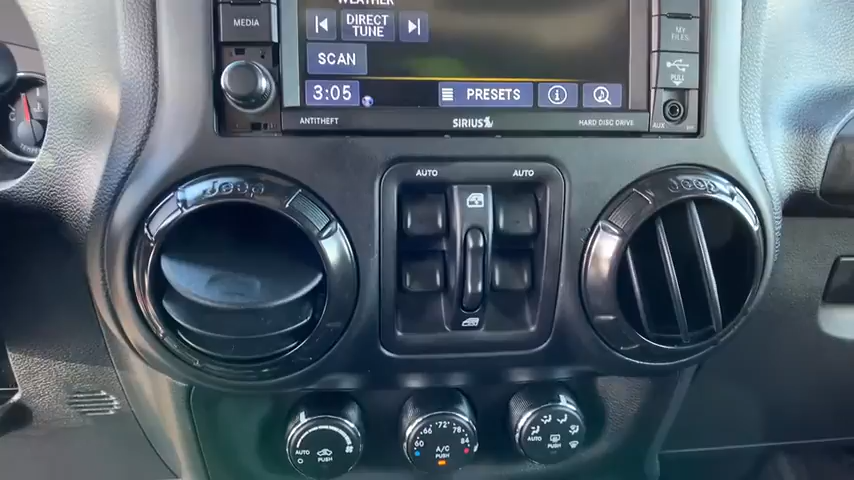 WEATHER
MEDIA
DIRECT
TUNE
SCAN
MY
FILES
PULL
3:05
PRESETS
i
ANTITHEFT
SIRIUS
HARD DISC DRIVE
AUX
Jeep
AUTO
AUTO
Jeep
AUTO
PUSH
60
66
72°
78
84
A/C
PUSH
AUTO
PUSH